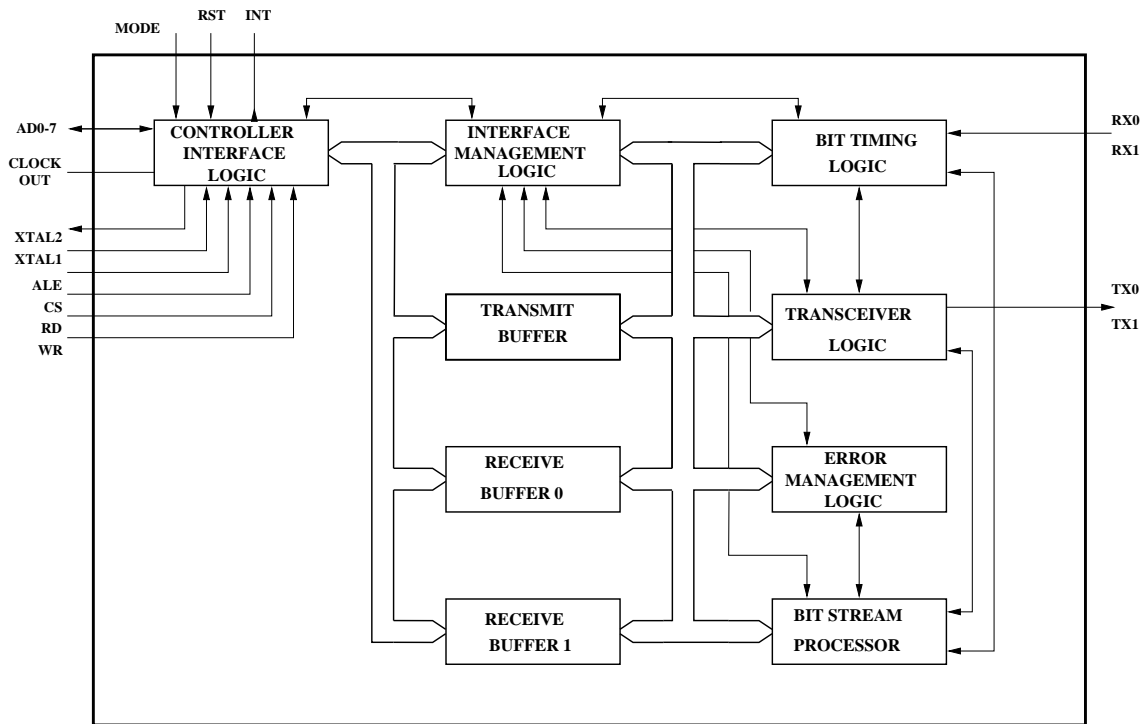 MODE
RST
INT
AD0-7
CLOCK
OUT
XTAL2
XTAL1
ALE
CS
RD
WR
CONTROLLER
INTERFACE
LOGIC
INTERFACE
MANAGEMENT
LOGIC
BIT TIMING
LOGIC
RX0
RX1
TRANSMIT
BUFFER
TRANSCEIVER
LOGIC
TX0
TX1
RECEIVE
BUFFER 0
ERROR
MANAGEMENT
LOGIC
RECEIVE
BUFFER 1
BIT STREAM
PROCESSOR